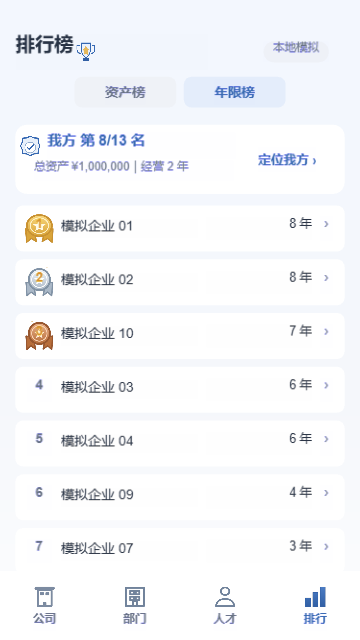 排行榜
本地模拟
资产榜 年限榜
我方 第 8/13 名
总资产 ¥1,000,000 | 经营 2 年
定位我方 ›
模拟企业 01 8 年 ›
2 模拟企业 02 8 年 ›
模拟企业 10 7 年 ›
4 模拟企业 03 6 年 ›
5 模拟企业 04 6 年 ›
6 模拟企业 09 4 年 ›
7 模拟企业 07 3 年 ›
公司 部门 人才 排行